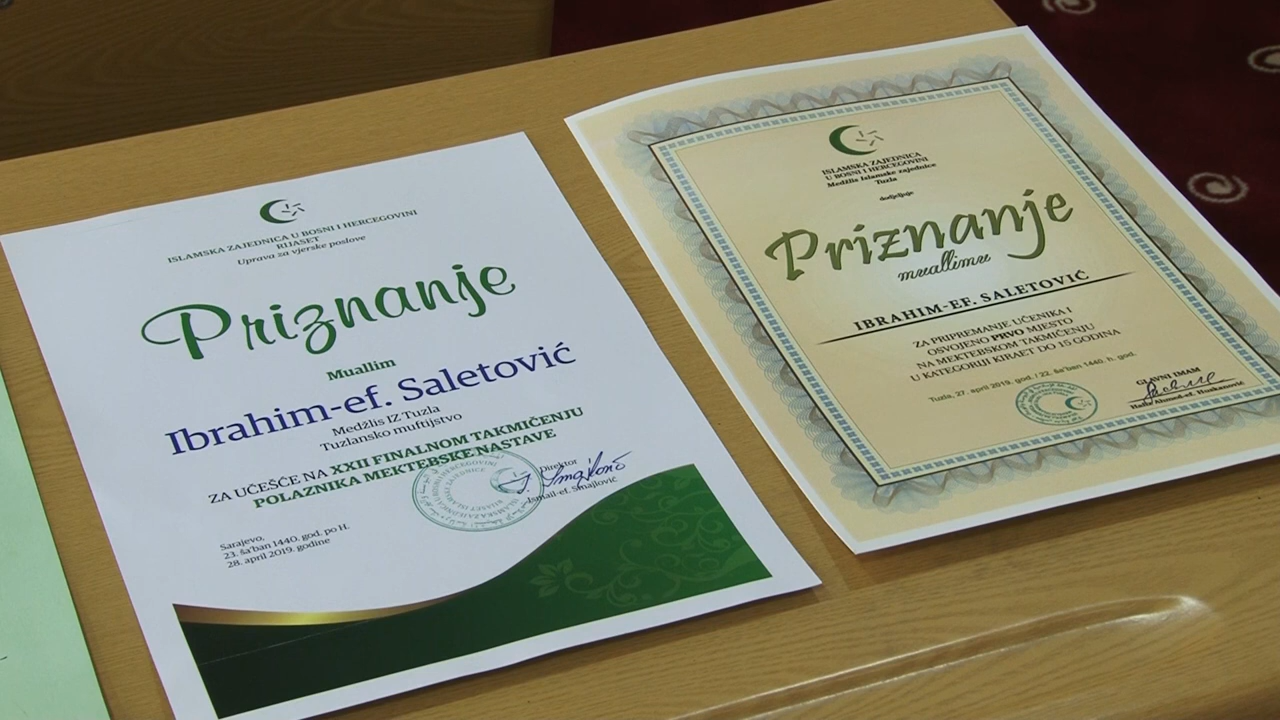 ISLAMSKA ZAJEDNICA U BOSNI I HERCEGOVINI
RIJASET
Uprava za vjerske poslove
Priznanje
Muallim
Ibrahim-ef. Saletović
Medžlis IZ Tuzla
Tuzlansko muftijstvo
ZA UČEŠĆE NA XXII FINALNOM TAKMIČENJU
POLAZNIKA MEKTEBSKE NASTAVE
Direktor
Ismail-ef. Smajlović
Sarajevo,
23. ša'ban 1440. god. po H.
28. april 2019. godine
ISLAMSKA ZAJEDNICA
U BOSNI I HERCEGOVINI
Medžlis Islamske zajednice
Tuzla
dodjeljuje
Priznanje
muallimu
IBRAHIM-EF. SALETOVIĆ
ZA PRIPREMANJE UČENIKA I
OSVOJENO PRVO MJESTO
NA MEKTEBSKOM TAKMIČENJU
U KATEGORIJI KIRAET DO 15 GODINA
Tuzla, 27. april 2019. god. / 22. ša'ban 1440. h. god.
GLAVNI IMAM
Ahmed-ef. Hoskanović